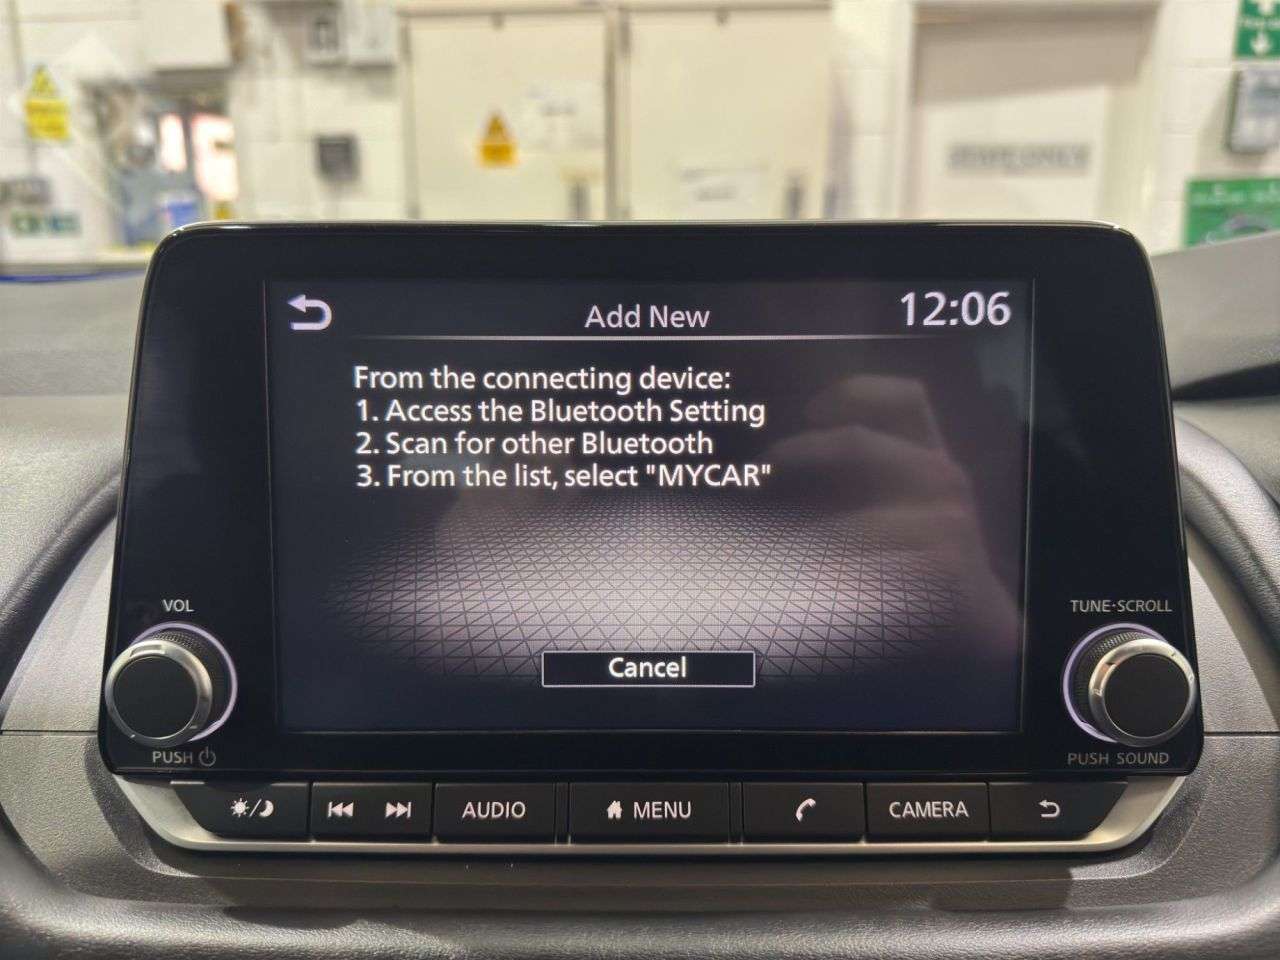 Add New
12:06
From the connecting device:
1. Access the Bluetooth Setting
2. Scan for other Bluetooth
3. From the list, select "MYCAR"
Cancel
VOL
PUSH
TUNE·SCROLL
PUSH SOUND
AUDIO
MENU
CAMERA